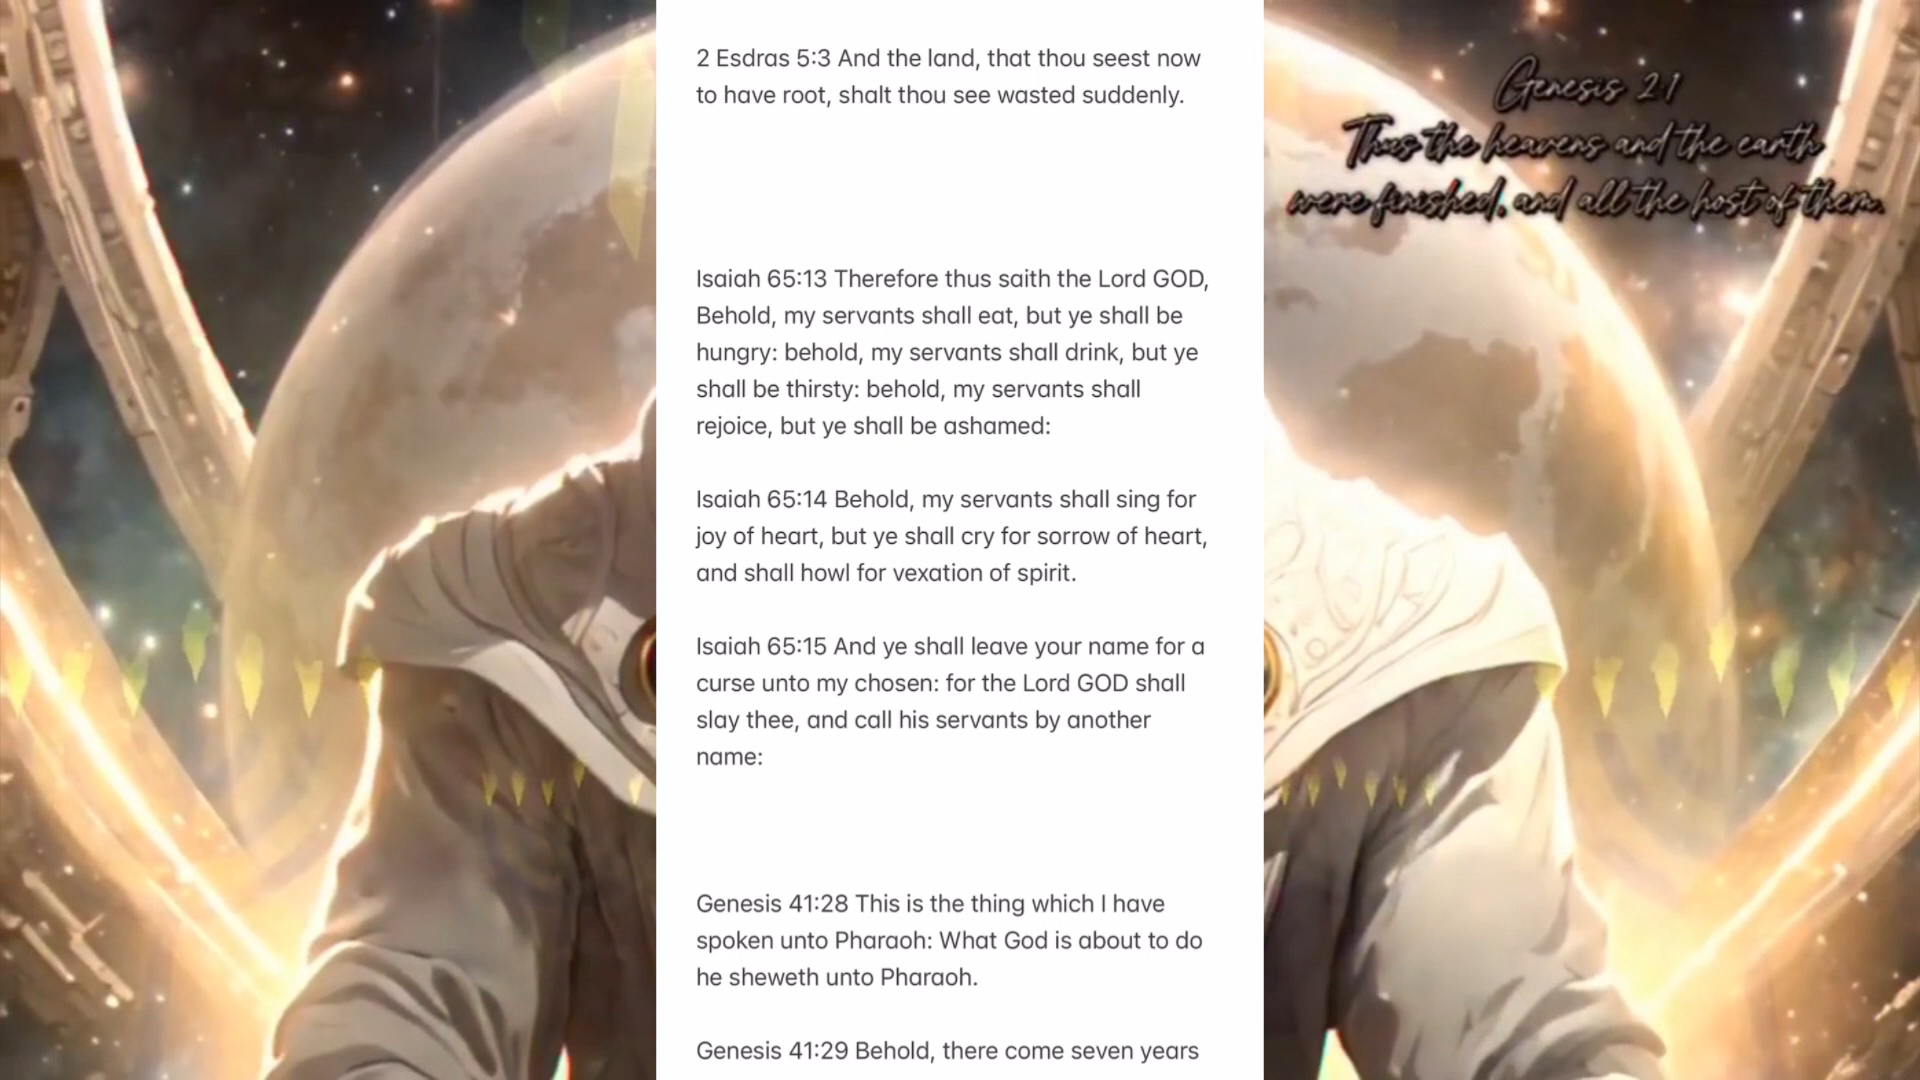 2 Esdras 5:3 And the land, that thou seest now
to have root, shalt thou see wasted suddenly.
Isaiah 65:13 Therefore thus saith the Lord GOD,
Behold, my servants shall eat, but ye shall be
hungry: behold, my servants shall drink, but ye
shall be thirsty: behold, my servants shall
rejoice, but ye shall be ashamed:
Isaiah 65:14 Behold, my servants shall sing for
joy of heart, but ye shall cry for sorrow of heart,
and shall howl for vexation of spirit.
Isaiah 65:15 And ye shall leave your name for a
curse unto my chosen: for the Lord GOD shall
slay thee, and call his servants by another
name:
Genesis 41:28 This is the thing which I have
spoken unto Pharaoh: What God is about to do
he sheweth unto Pharaoh.
Genesis 41:29 Behold, there come seven years
Genesis 2:1
Thus the heavens and the earth
were finished, and all the host of them.